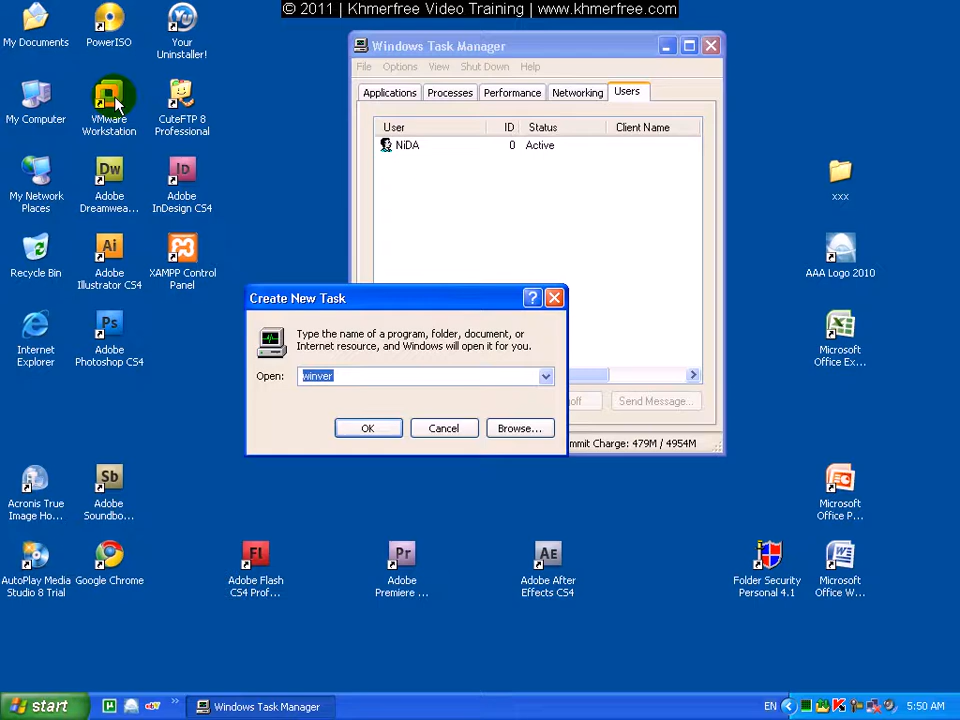 © 2011 | Khmerfree Video Training | www.khmerfree.com
My Documents
PowerISO
Your
Uninstaller!
My Computer
VMware
Workstation
CuteFTP 8
Professional
My Network
Places
Adobe
Dreamwea...
Adobe
InDesign CS4
Recycle Bin
Adobe
Illustrator CS4
XAMPP Control
Panel
Internet
Explorer
Adobe
Photoshop CS4
Acronis True
Image Ho...
Adobe
Soundbo...
AutoPlay Media
Studio 8 Trial
Google Chrome
Adobe Flash
CS4 Prof...
Adobe
Premiere ...
Adobe After
Effects CS4
Folder Security
Personal 4.1
Microsoft
Office W...
Microsoft
Office P...
Microsoft
Office Ex...
AAA Logo 2010
xxx
Windows Task Manager
File Options View Shut Down Help
Applications Processes Performance Networking Users
User ID Status Client Name
NiDA 0 Active
off Send Message...
mmit Charge: 479M / 4954M
Create New Task
Type the name of a program, folder, document, or
Internet resource, and Windows will open it for you.
Open: winver
OK Cancel Browse...
start
Windows Task Manager
EN
5:50 AM